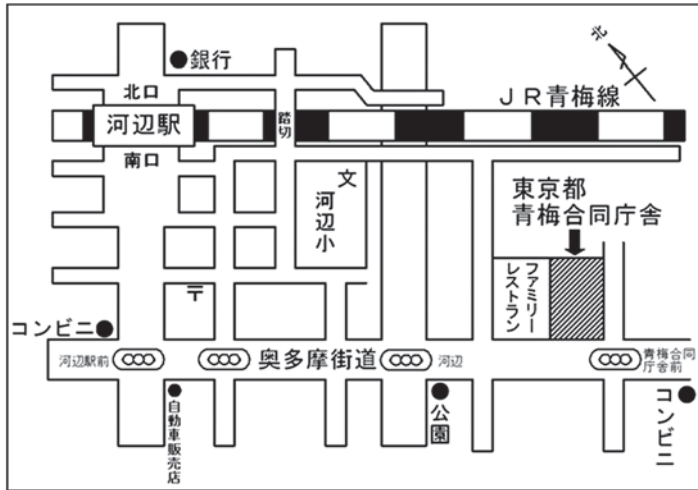 銀行
北
北口
JR青梅線
河辺駅
踏切
南口
文
河辺小
東京都
青梅合同庁舎
ファミリー
レストラン
〒
コンビニ
河辺駅前
奥多摩街道
河辺
青梅合同
庁舎前
自動車販売店
公園
コンビニ